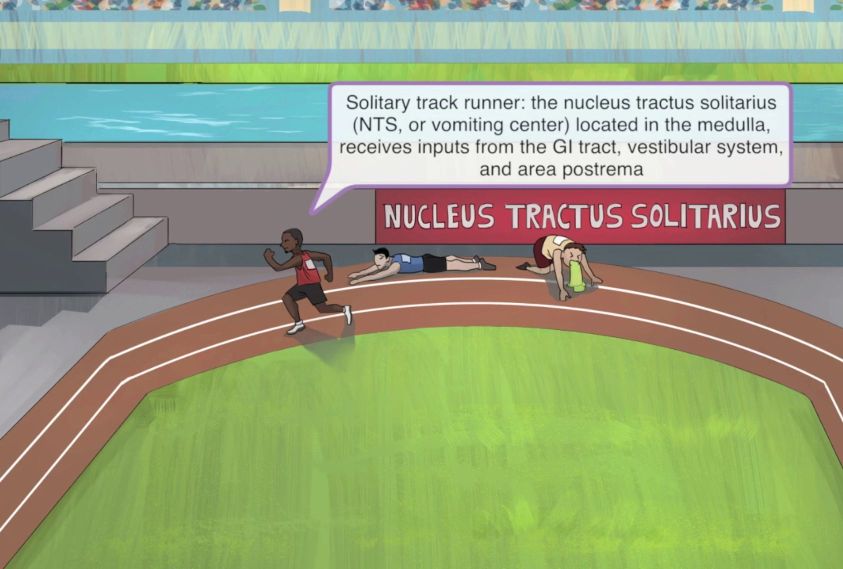 Solitary track runner: the nucleus tractus solitarius
(NTS, or vomiting center) located in the medulla,
receives inputs from the GI tract, vestibular system,
and area postrema
NUCLEUS TRACTUS SOLITARIUS